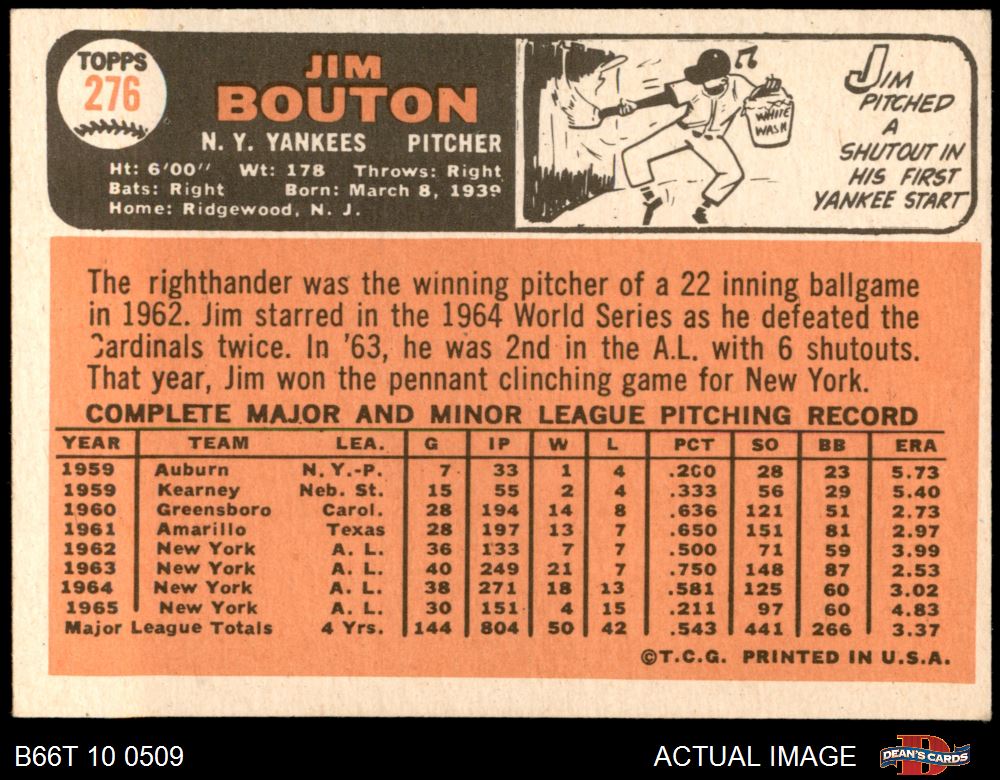 TOPPS
276
JIM
BOUTON
N. Y. YANKEES PITCHER
Ht: 6'00" Wt: 178 Throws: Right
Bats: Right Born: March 8, 1939
Home: Ridgewood, N. J.
WHITE
WASH
JIM
PITCHED
A
SHUTOUT IN
HIS FIRST
YANKEE START
The righthander was the winning pitcher of a 22 inning ballgame
in 1962. Jim starred in the 1964 World Series as he defeated the
Cardinals twice. In '63, he was 2nd in the A.L. with 6 shutouts.
That year, Jim won the pennant clinching game for New York.
COMPLETE MAJOR AND MINOR LEAGUE PITCHING RECORD
YEAR TEAM LEA. G IP W L PCT SO BB ERA
1959 Auburn N. Y.-P. 7 33 1 4 .200 28 23 5.73
1959 Kearney Neb. St. 15 55 2 4 .333 56 29 5.40
1960 Greensboro Carol. 28 194 14 8 .636 121 51 2.73
1961 Amarillo Texas 28 197 13 7 .650 151 81 2.97
1962 New York A. L. 36 133 7 7 .500 71 59 3.99
1963 New York A. L. 40 249 21 7 .750 148 87 2.53
1964 New York A. L. 38 271 18 13 .581 125 60 3.02
1965 New York A. L. 30 151 4 15 .211 97 60 4.83
Major League Totals 4 Yrs. 144 804 50 42 .543 441 266 3.37
©T.C.G. PRINTED IN U.S.A.
B66T 10 0509 ACTUAL IMAGE DEAN'S CARDS